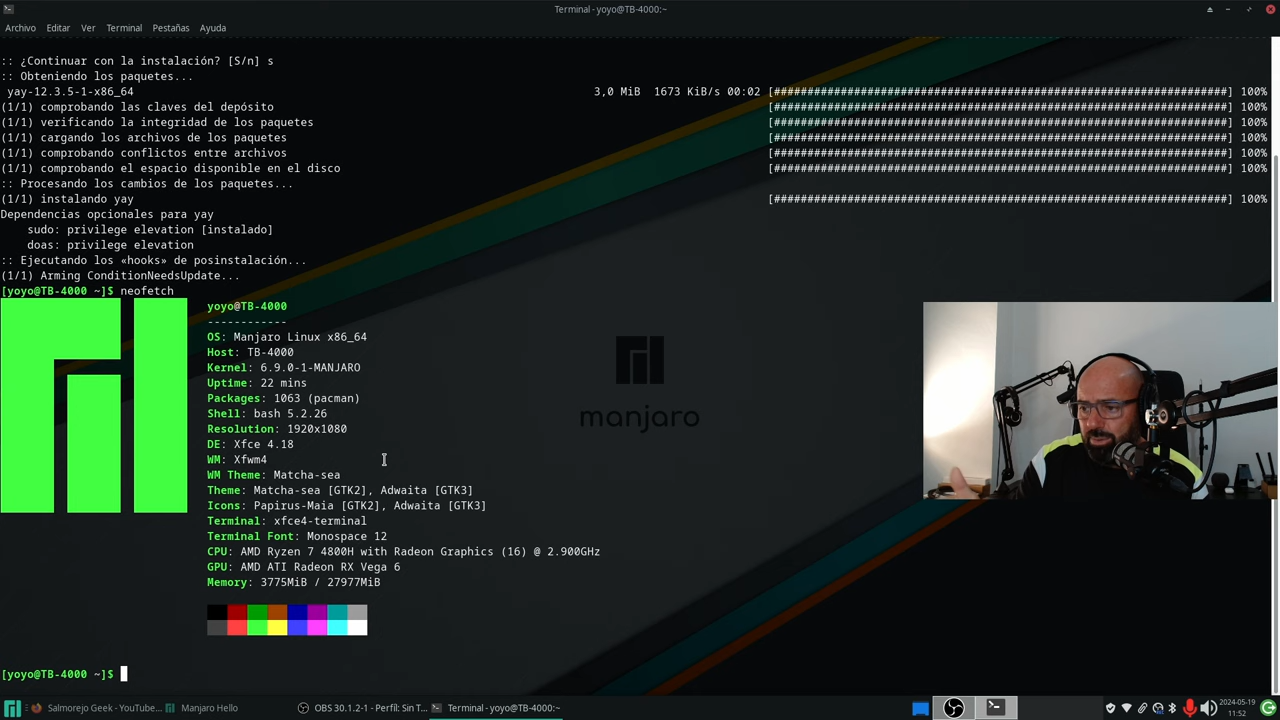 Terminal - yoyo@TB-4000:~
Archivo Editar Ver Terminal Pestañas Ayuda
:: ¿Continuar con la instalación? [S/n] s
:: Obteniendo los paquetes...
yay-12.3.5-1-x86_64 3,0 MiB 1673 KiB/s 00:02 [####################################################################] 100%
(1/1) comprobando las claves del depósito [####################################################################] 100%
(1/1) verificando la integridad de los paquetes [####################################################################] 100%
(1/1) cargando los archivos de los paquetes [####################################################################] 100%
(1/1) comprobando conflictos entre archivos [####################################################################] 100%
(1/1) comprobando el espacio disponible en el disco [####################################################################] 100%
:: Procesando los cambios de los paquetes...
(1/1) instalando yay [####################################################################] 100%
Dependencias opcionales para yay
sudo: privilege elevation [instalado]
doas: privilege elevation
:: Ejecutando los «hooks» de posinstalación...
(1/1) Arming ConditionNeedsUpdate...
[yoyo@TB-4000 ~]$ neofetch
yoyo@TB-4000
------------
OS: Manjaro Linux x86_64
Host: TB-4000
Kernel: 6.9.0-1-MANJARO
Uptime: 22 mins
Packages: 1063 (pacman)
Shell: bash 5.2.26
Resolution: 1920x1080
DE: Xfce 4.18
WM: Xfwm4
WM Theme: Matcha-sea
Theme: Matcha-sea [GTK2], Adwaita [GTK3]
Icons: Papirus-Maia [GTK2], Adwaita [GTK3]
Terminal: xfce4-terminal
Terminal Font: Monospace 12
CPU: AMD Ryzen 7 4800H with Radeon Graphics (16) @ 2.900GHz
GPU: AMD ATI Radeon RX Vega 6
Memory: 3775MiB / 27977MiB
manjaro
[yoyo@TB-4000 ~]$
Salmorejo Geek - YouTube... Manjaro Hello OBS 30.1.2-1 - Perfil: Sin T... Terminal - yoyo@TB-4000:~
2024-05-19
11:52